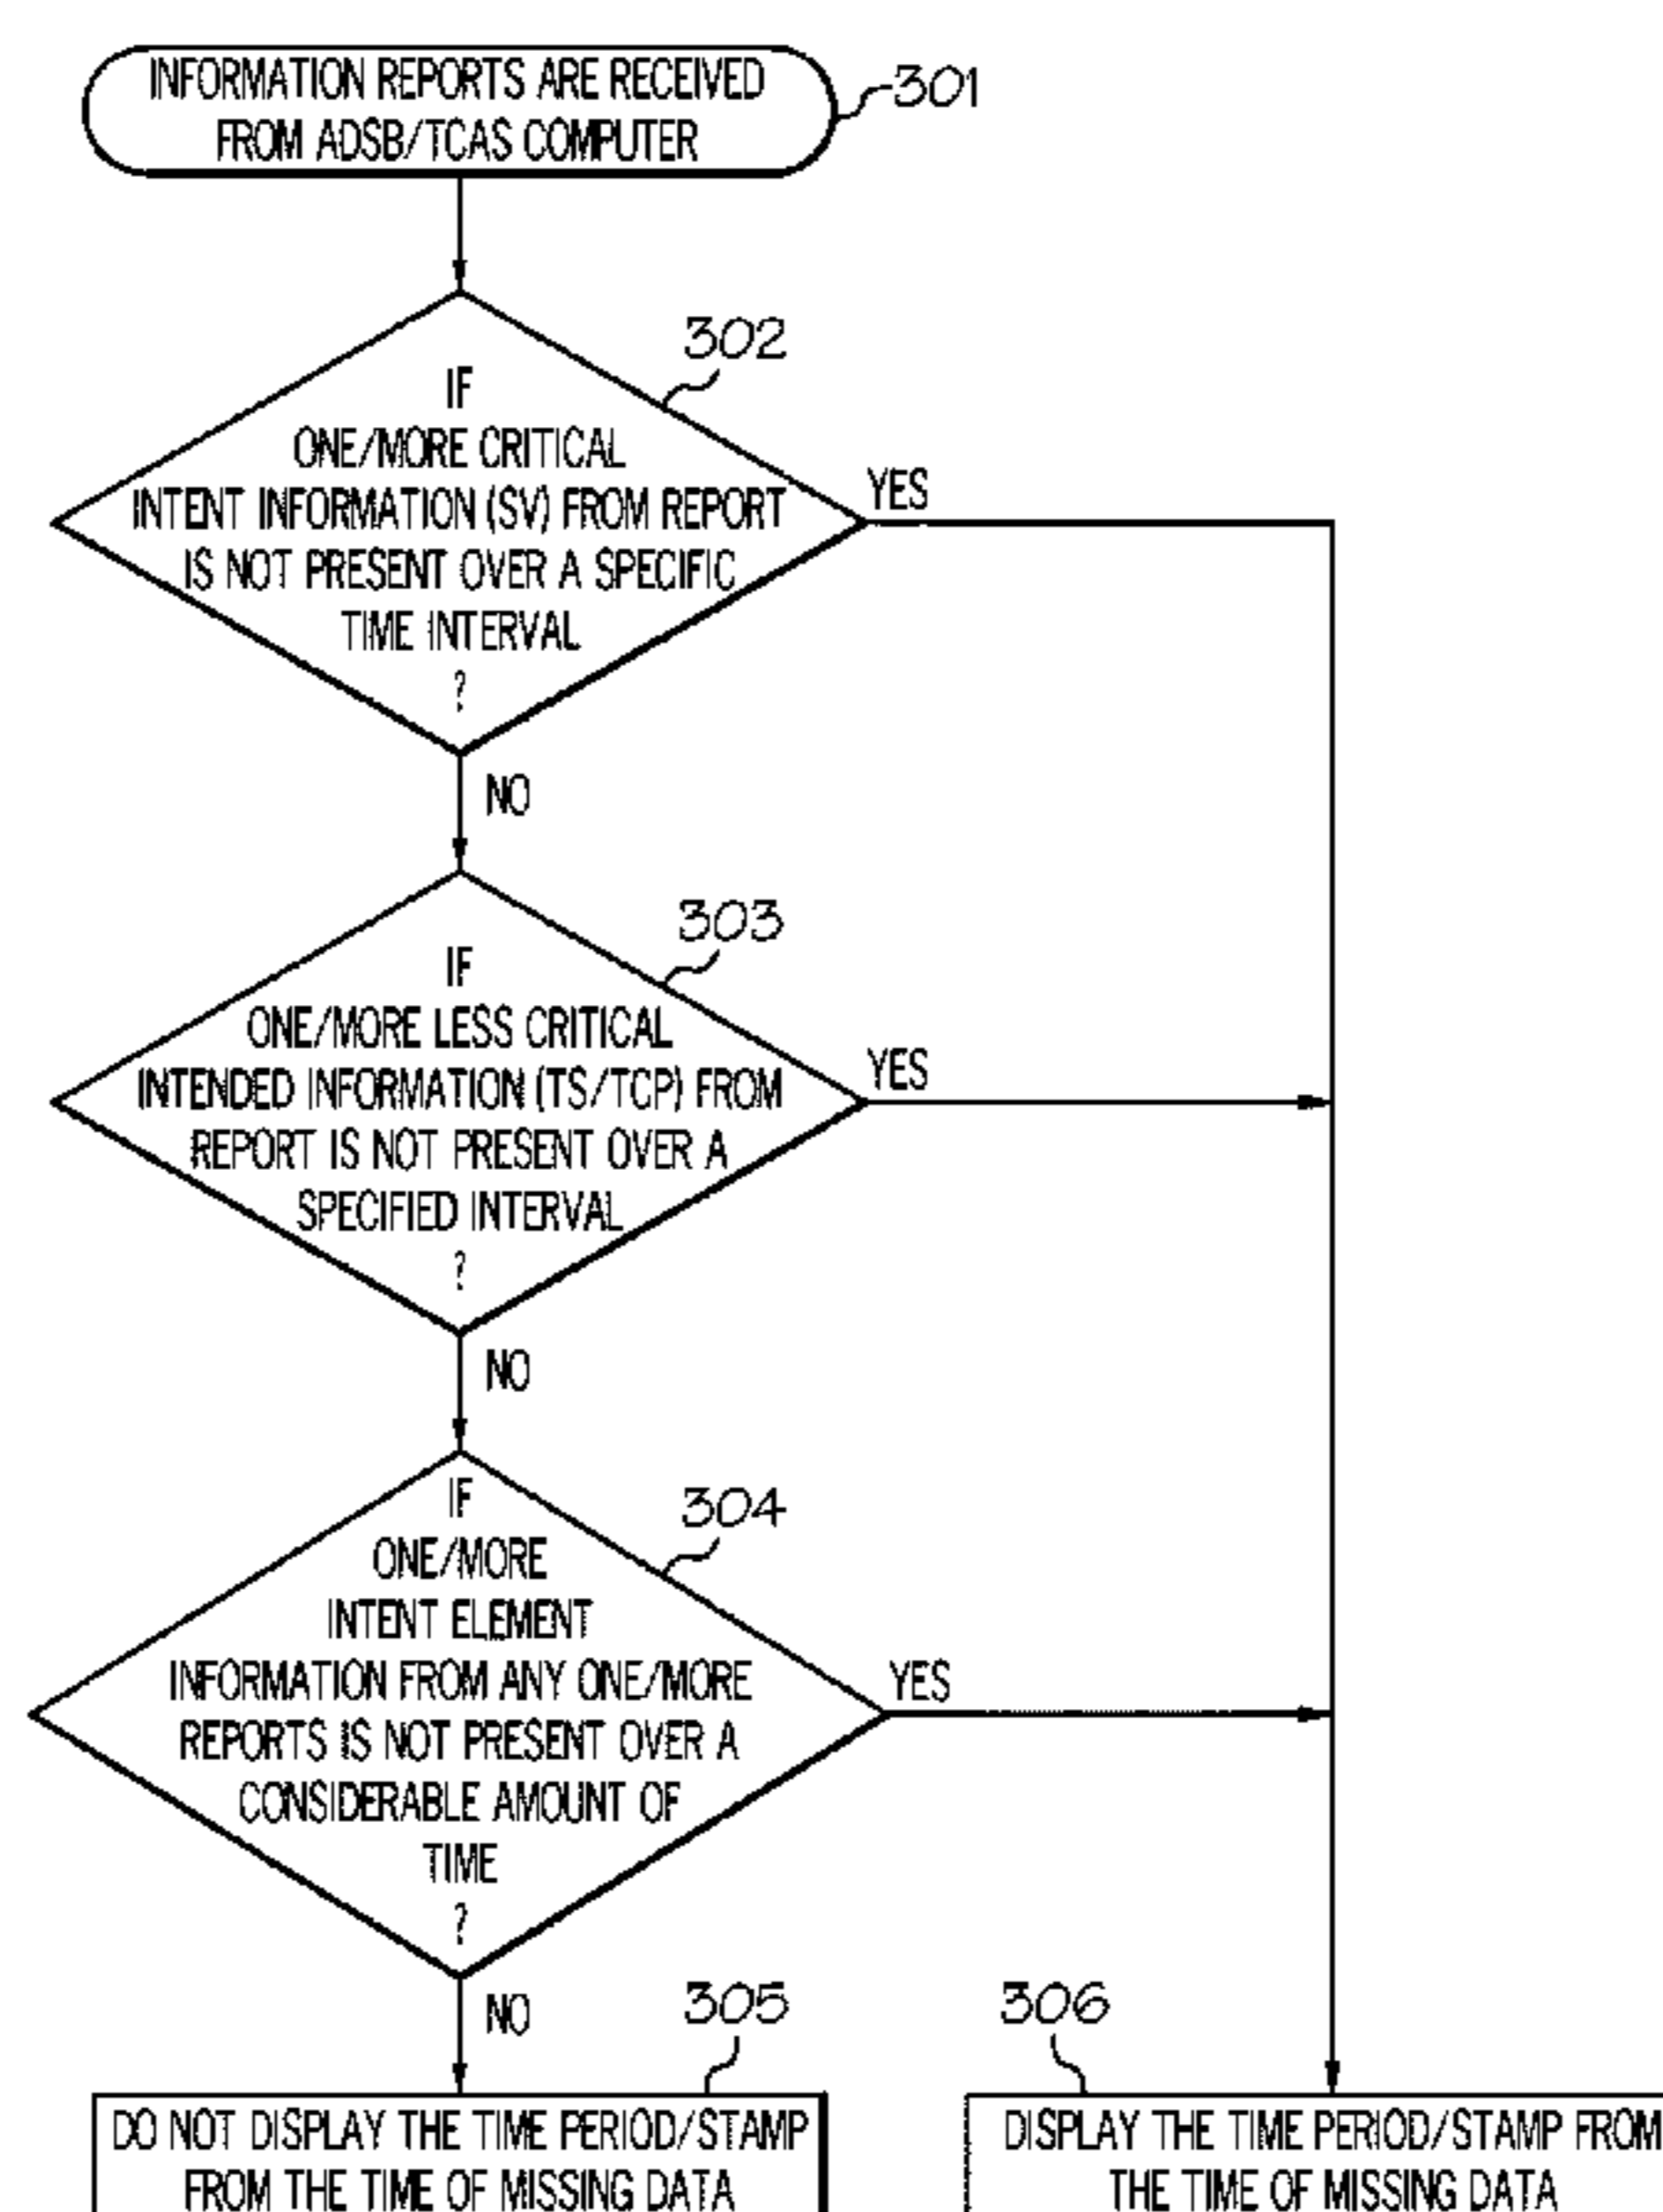 INFORMATION REPORTS ARE RECEIVED
FROM ADSB/TCAS COMPUTER
301
302
IF
ONE/MORE CRITICAL
INTENT INFORMATION (SV) FROM REPORT
IS NOT PRESENT OVER A SPECIFIC
TIME INTERVAL
?
YES
NO
303
IF
ONE/MORE LESS CRITICAL
INTENDED INFORMATION (TS/TCP) FROM
REPORT IS NOT PRESENT OVER A
SPECIFIED INTERVAL
?
YES
NO
304
IF
ONE/MORE
INTENT ELEMENT
INFORMATION FROM ANY ONE/MORE
REPORTS IS NOT PRESENT OVER A
CONSIDERABLE AMOUNT OF
TIME
?
YES
NO
305
DO NOT DISPLAY THE TIME PERIOD/STAMP
FROM THE TIME OF MISSING DATA
306
DISPLAY THE TIME PERIOD/STAMP FROM
THE TIME OF MISSING DATA